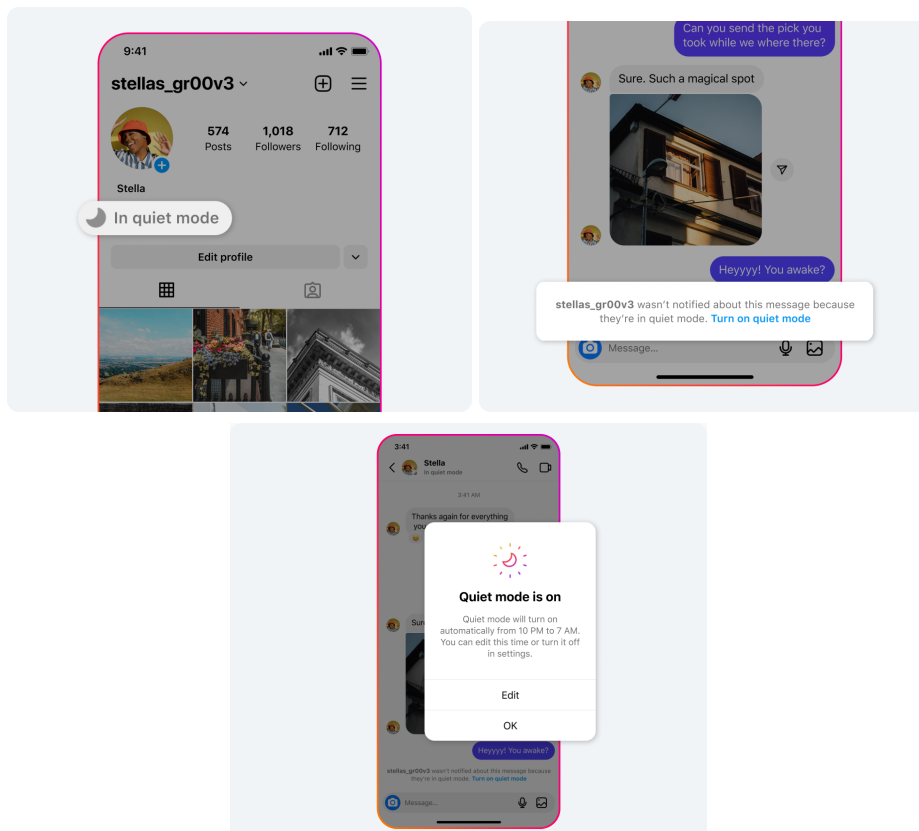 9:41
stellas_gr00v3
574
1,018
712
Posts
Followers
Following
Stella
In quiet mode
Edit profile
Can you send the pick you
took while we where there?
Sure. Such a magical spot
Heyyyy! You awake?
stellas_gr00v3 wasn't notified about this message because
they're in quiet mode. Turn on quiet mode
Message...
3:41
Stella
In quiet mode
3:41 AM
Thanks again for everything
you
Quiet mode is on
Quiet mode will turn on
automatically from 10 PM to 7 AM.
You can edit this time or turn it off
in settings.
Edit
OK
Heyyyy! You awake?
stellas_gr00v3 wasn't notified about this message because
they're in quiet mode. Turn on quiet mode
Message...